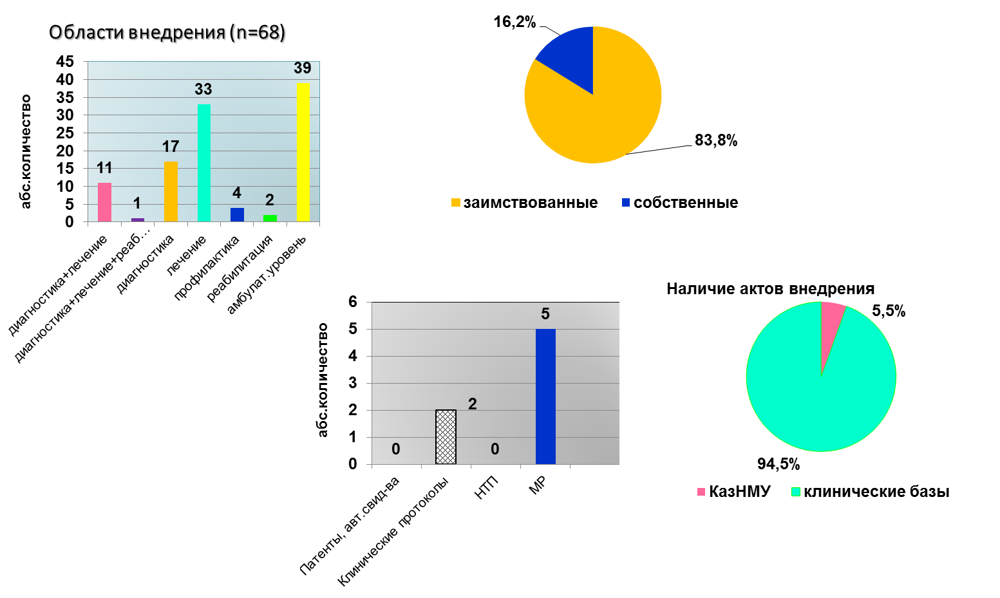 Области внедрения (n=68)
абс.количество
45
40
35
30
25
20
15
10
5
0
11
1
17
33
4
2
39
диагностика+лечение
диагностика+лечение+реаб…
диагностика
лечение
профилактика
реабилитация
амбулат.уровень
16,2%
83,8%
заимствованные
собственные
абс.количество
6
5
4
3
2
1
0
0
2
0
5
Патенты, авт.свид-ва
Клинические протоколы
НТП
МР
Наличие актов внедрения
5,5%
94,5%
КазНМУ
клинические базы